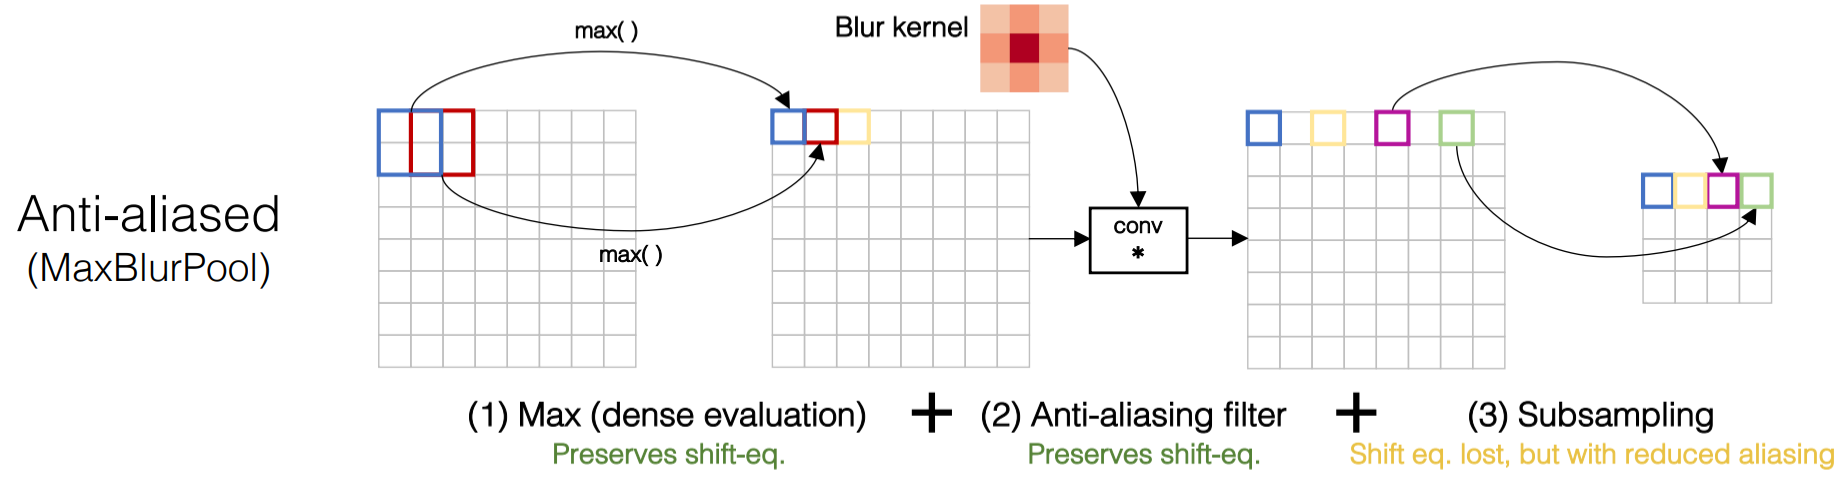 max( )
Blur kernel
Anti-aliased
(MaxBlurPool)
max( )
conv
*
(1) Max (dense evaluation) + (2) Anti-aliasing filter + (3) Subsampling
Preserves shift-eq. Preserves shift-eq. Shift eq. lost, but with reduced aliasing